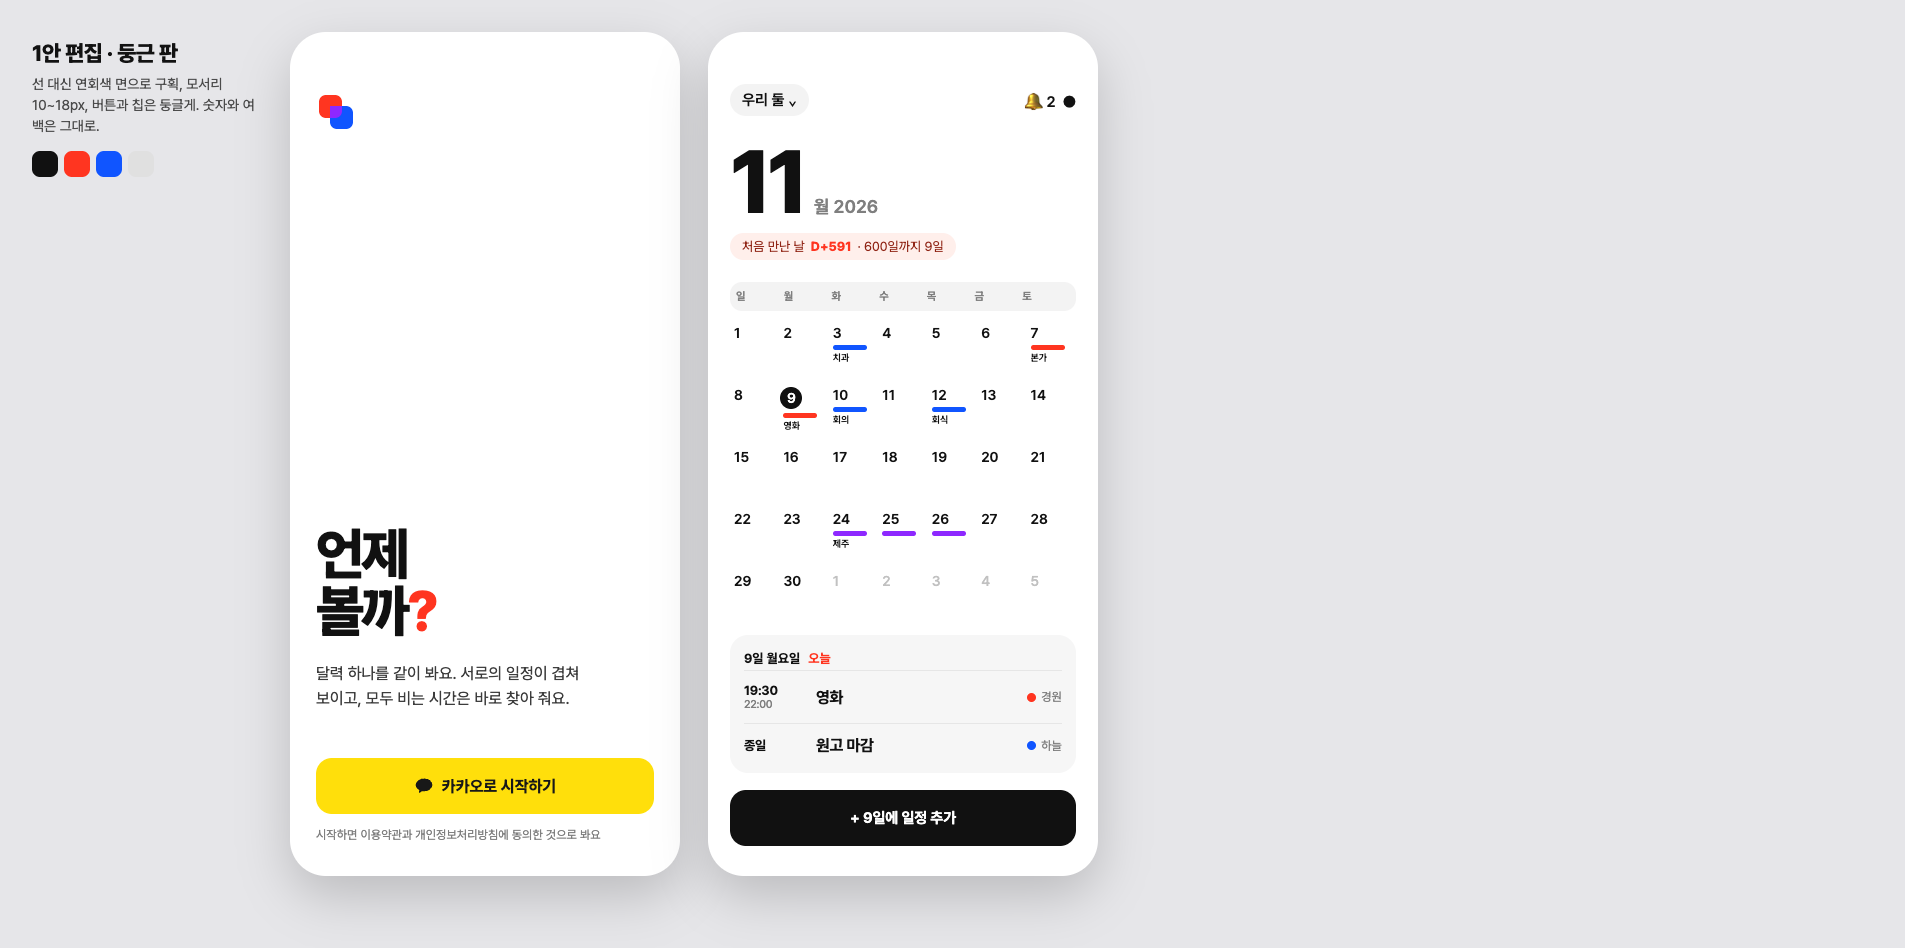 1안 편집 · 둥근 판
선 대신 연회색 면으로 구획, 모서리
10~18px, 버튼과 칩은 둥글게. 숫자와 여
백은 그대로.
언제
볼까?
달력 하나를 같이 봐요. 서로의 일정이 겹쳐
보이고, 모두 비는 시간은 바로 찾아 줘요.
카카오로 시작하기
시작하면 이용약관과 개인정보처리방침에 동의한 것으로 봐요
우리 둘
2
11 월 2026
처음 만난 날 D+591 · 600일까지 9일
일 월 화 수 목 금 토
1 2 3 4 5 6 7
치과 본가
8 9 10 11 12 13 14
영화 회의 회식
15 16 17 18 19 20 21
22 23 24 25 26 27 28
제주
29 30 1 2 3 4 5
9일 월요일 오늘
19:30 영화 경원
22:00
종일 원고 마감 하늘
+ 9일에 일정 추가